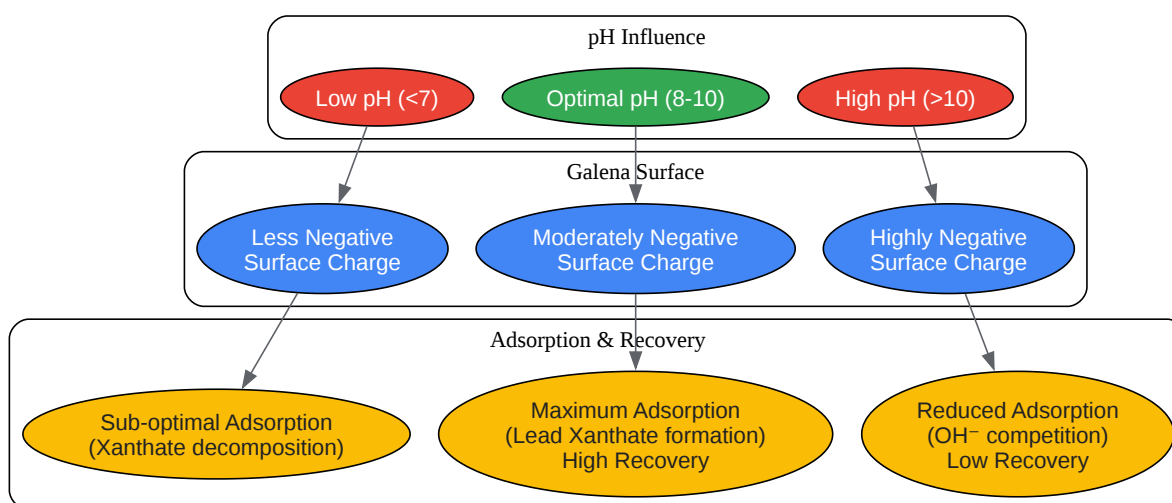 pH Influence
Low pH (<7)
Optimal pH (8-10)
High pH (>10)
Galena Surface
Less Negative
Surface Charge
Moderately Negative
Surface Charge
Highly Negative
Surface Charge
Adsorption & Recovery
Sub-optimal Adsorption
(Xanthate decomposition)
Maximum Adsorption
(Lead Xanthate formation)
High Recovery
Reduced Adsorption
(OH⁻ competition)
Low Recovery